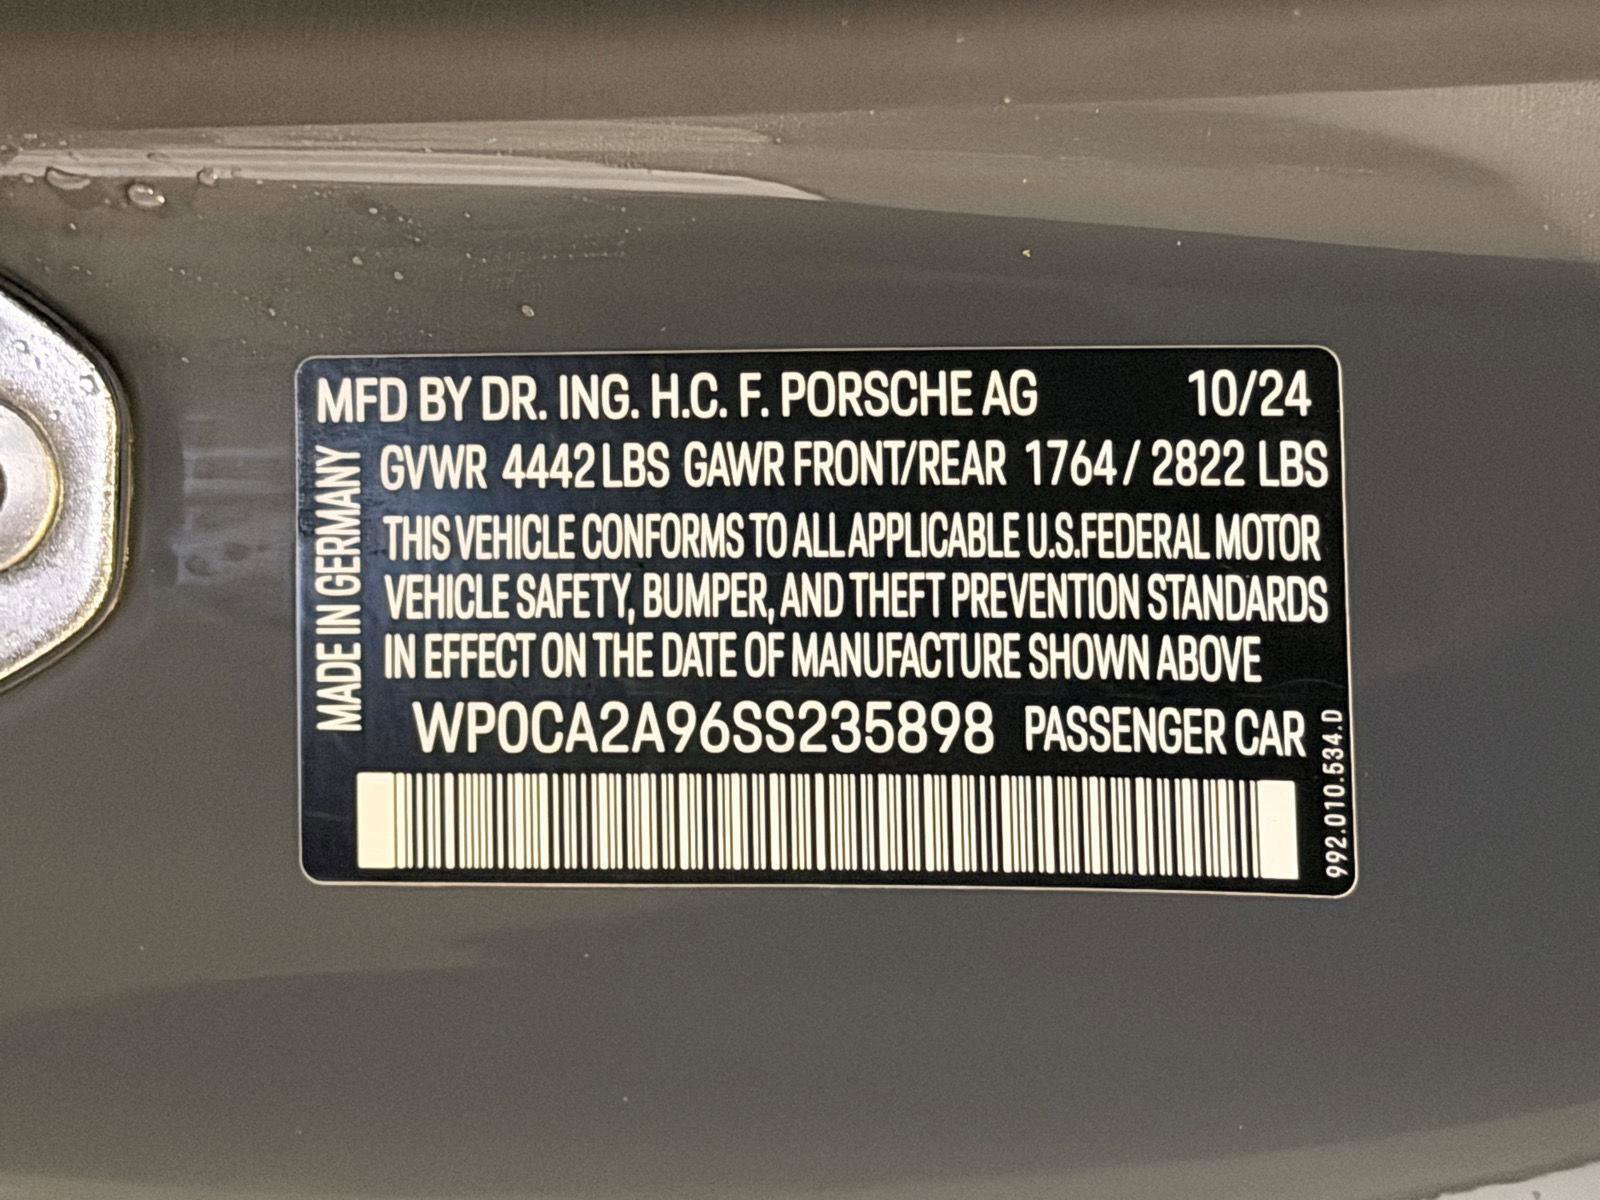 MFD BY DR. ING. H.C. F. PORSCHE AG 10/24
GVWR 4442 LBS GAWR FRONT/REAR 1764 / 2822 LBS
THIS VEHICLE CONFORMS TO ALL APPLICABLE U.S.FEDERAL MOTOR
VEHICLE SAFETY, BUMPER, AND THEFT PREVENTION STANDARDS
IN EFFECT ON THE DATE OF MANUFACTURE SHOWN ABOVE
WP0CA2A96SS235898 PASSENGER CAR
MADE IN GERMANY
992.010.534.D